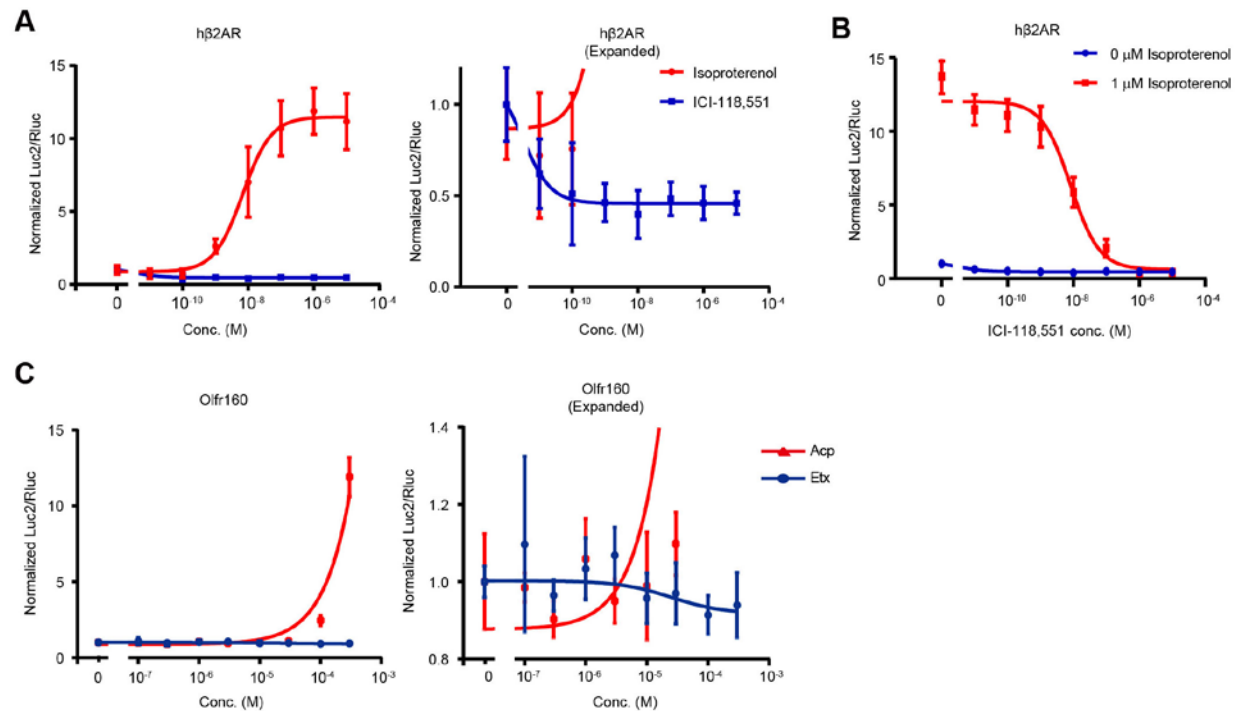 A
hβ2AR
Normalized Luc2/Rluc
15
10
5
0
0
10-10
10-8
10-6
10-4
Conc. (M)
hβ2AR
(Expanded)
Isoproterenol
ICI-118,551
Normalized Luc2/Rluc
1.0
0.5
0.0
0
10-10
10-8
10-6
10-4
Conc. (M)
B
hβ2AR
0 μM Isoproterenol
1 μM Isoproterenol
Normalized Luc2/Rluc
15
10
5
0
0
10-10
10-8
10-6
10-4
ICI-118,551 conc. (M)
C
Olfr160
Normalized Luc2/Rluc
15
10
5
0
0
10-7
10-6
10-5
10-4
10-3
Conc. (M)
Olfr160
(Expanded)
Acp
Etx
Normalized Luc2/Rluc
1.4
1.2
1.0
0.8
0
10-7
10-6
10-5
10-4
10-3
Conc. (M)